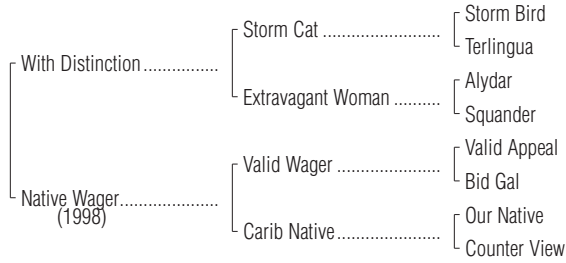 Storm Bird
Storm Cat ........................
Terlingua
With Distinction ...............
Alydar
Extravagant Woman ..........
Squander
Valid Appeal
Valid Wager .....................
Bid Gal
Native Wager...................
(1998)
Our Native
Carib Native.....................
Counter View